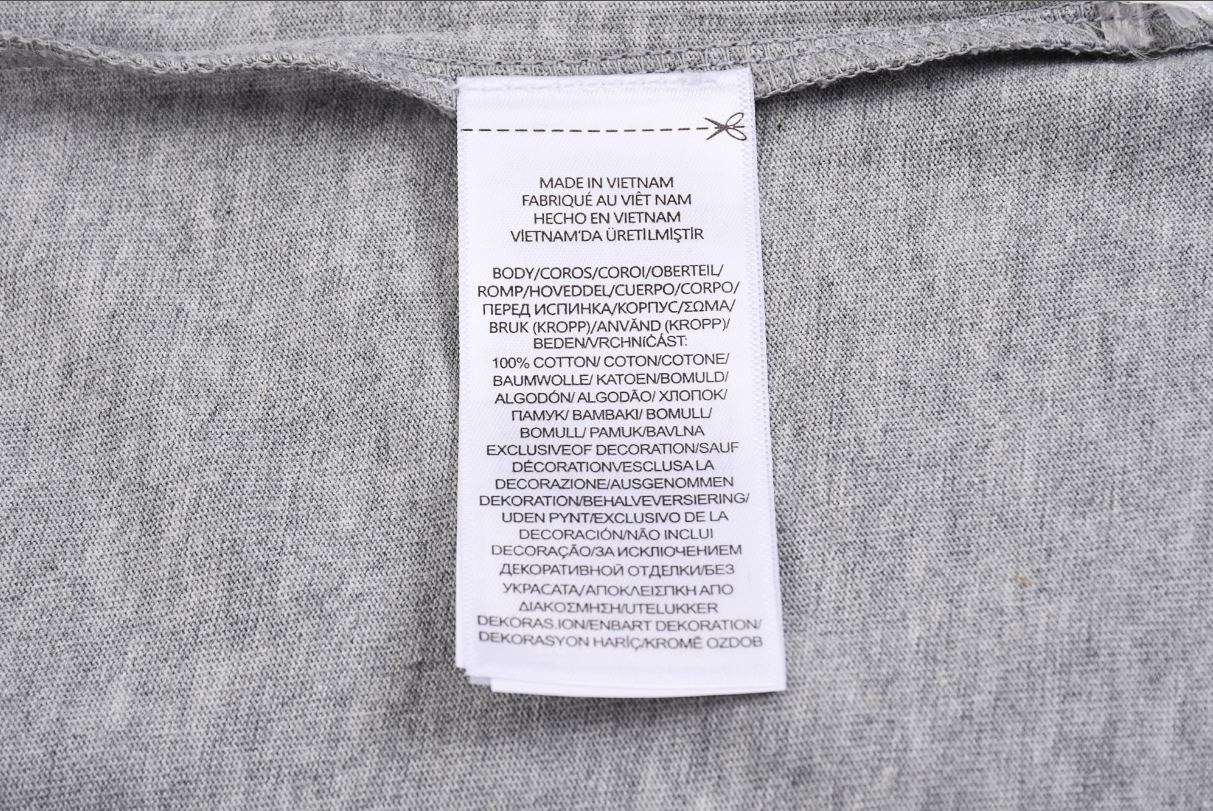 MADE IN VIETNAM
FABRIQUÉ AU VIÊT NAM
HECHO EN VIETNAM
VİETNAM'DA ÜRETİLMİŞTİR
BODY/COROS/COROI/OBERTEIL/
ROMP/HOVEDDEL/CUERPO/CORPO/
ПЕРЕД ИСПИНКА/КОРПУС/ΣΩΜΑ/
BRUK (KROPP)/ANVÄND (KROPP)/
BEDEN/VRCHNÍČÁST:
100% COTTON/ COTON/COTONE/
BAUMWOLLE/ KATOEN/BOMULD/
ALGODÓN/ ALGODÃO/ ХЛОПОК/
ПАМУК/ BAMBAKI/ BOMULL/
BOMULL/ PAMUK/BAVLNA
EXCLUSIVEOF DECORATION/SAUF
DÉCORATION/ESCLUSA LA
DECORAZIONE/AUSGENOMMEN
DEKORATION/BEHALVEVERSIERING/
UDEN PYNT/EXCLUSIVO DE LA
DECORACIÓN/NÃO INCLUI
DECORAÇÃO/ЗА ИСКЛЮЧЕНИЕМ
ДЕКОРАТИВНОЙ ОТДЕЛКИ/БЕЗ
УКРАСАТА/ΑΠΟΚΛΕΙΣΠΚΗ ΑΠΟ
ΔΙΑΚΟΣΜΗΣΗ/UTELUKKER
DEKORAS.ION/ENBART DEKORATION/
DEKORASYON HARİÇ/KROMĚ OZDOB